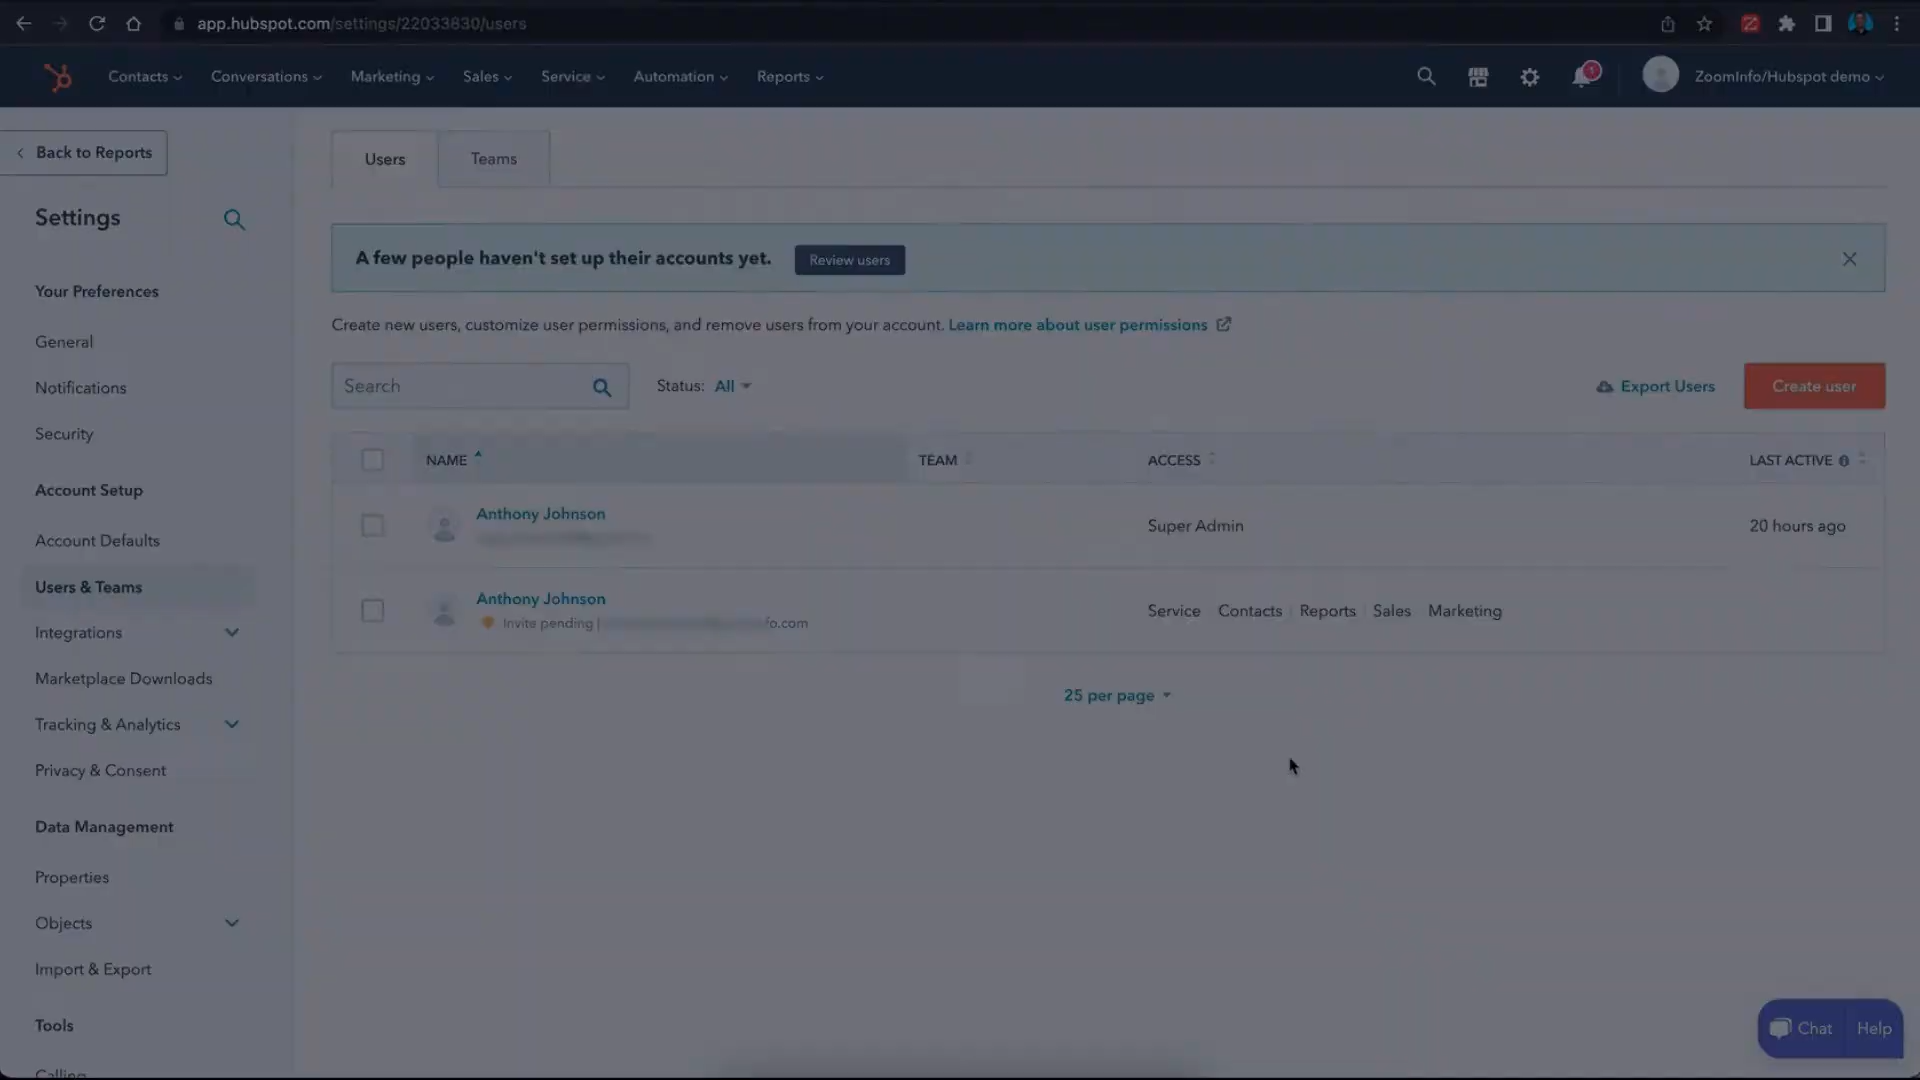 app.hubspot.com/settings/22033830/users
Contacts Conversations Marketing Sales Service Automation Reports
1
ZoomInfo/Hubspot demo
Back to Reports
Settings
Your Preferences
General
Notifications
Security
Account Setup
Account Defaults
Users & Teams
Integrations
Marketplace Downloads
Tracking & Analytics
Privacy & Consent
Data Management
Properties
Objects
Import & Export
Tools
Calling
Users Teams
A few people haven't set up their accounts yet. Review users
Create new users, customize user permissions, and remove users from your account. Learn more about user permissions
Search Status: All Export Users Create user
NAME TEAM ACCESS LAST ACTIVE
Anthony Johnson
Super Admin 20 hours ago
Anthony Johnson
Invite pending | fo.com
Service Contacts Reports Sales Marketing
25 per page
Chat Help